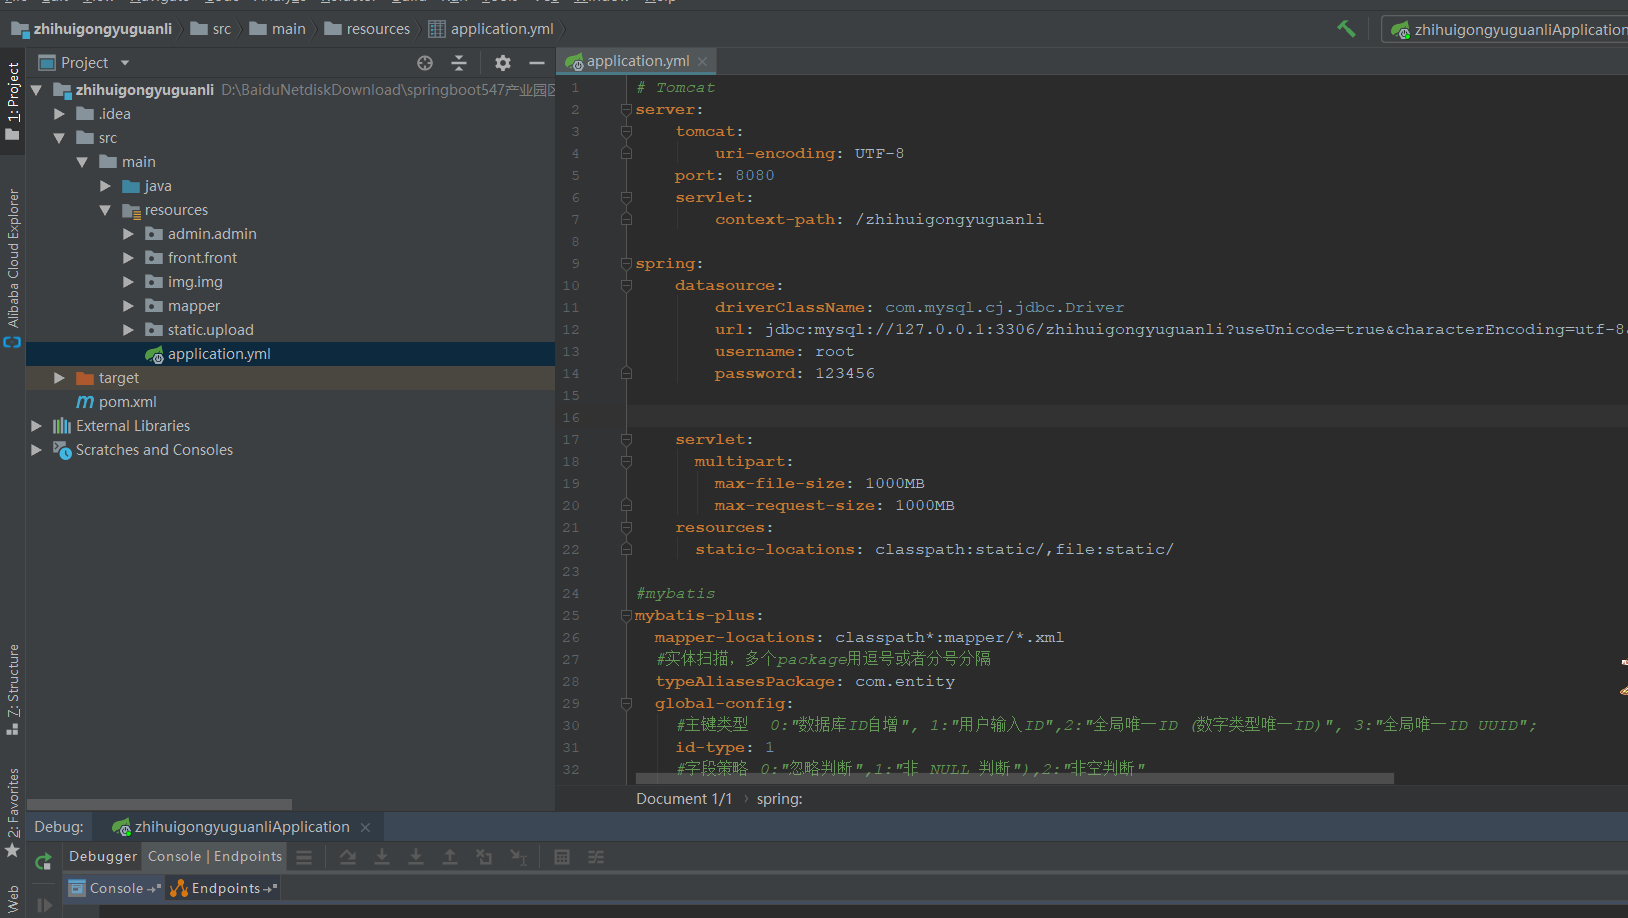 zhihuigongyuguanli src main resources application.yml zhihuigongyuguanliApplication
Project
application.yml
zhihuigongyuguanli D:\BaiduNetdiskDownload\springboot547产业园区
.idea
src
main
java
resources
admin.admin
front.front
img.img
mapper
static.upload
application.yml
target
pom.xml
External Libraries
Scratches and Consoles
1: Project
Alibaba Cloud Explorer
Z: Structure
2: Favorites
Web
1 # Tomcat
2 server:
3 tomcat:
4 uri-encoding: UTF-8
5 port: 8080
6 servlet:
7 context-path: /zhihuigongyuguanli
8
9 spring:
10 datasource:
11 driverClassName: com.mysql.cj.jdbc.Driver
12 url: jdbc:mysql://127.0.0.1:3306/zhihuigongyuguanli?useUnicode=true&characterEncoding=utf-8
13 username: root
14 password: 123456
15
16
17 servlet:
18 multipart:
19 max-file-size: 1000MB
20 max-request-size: 1000MB
21 resources:
22 static-locations: classpath:static/,file:static/
23
24 #mybatis
25 mybatis-plus:
26 mapper-locations: classpath*:mapper/*.xml
27 #实体扫描，多个package用逗号或者分号分隔
28 typeAliasesPackage: com.entity
29 global-config:
30 #主键类型 0:"数据库ID自增", 1:"用户输入ID",2:"全局唯一ID (数字类型唯一ID)", 3:"全局唯一ID UUID";
31 id-type: 1
32 #字段策略 0:"忽略判断",1:"非 NULL 判断"),2:"非空判断"
Document 1/1 › spring:
Debug: zhihuigongyuguanliApplication
Debugger Console | Endpoints
Console Endpoints